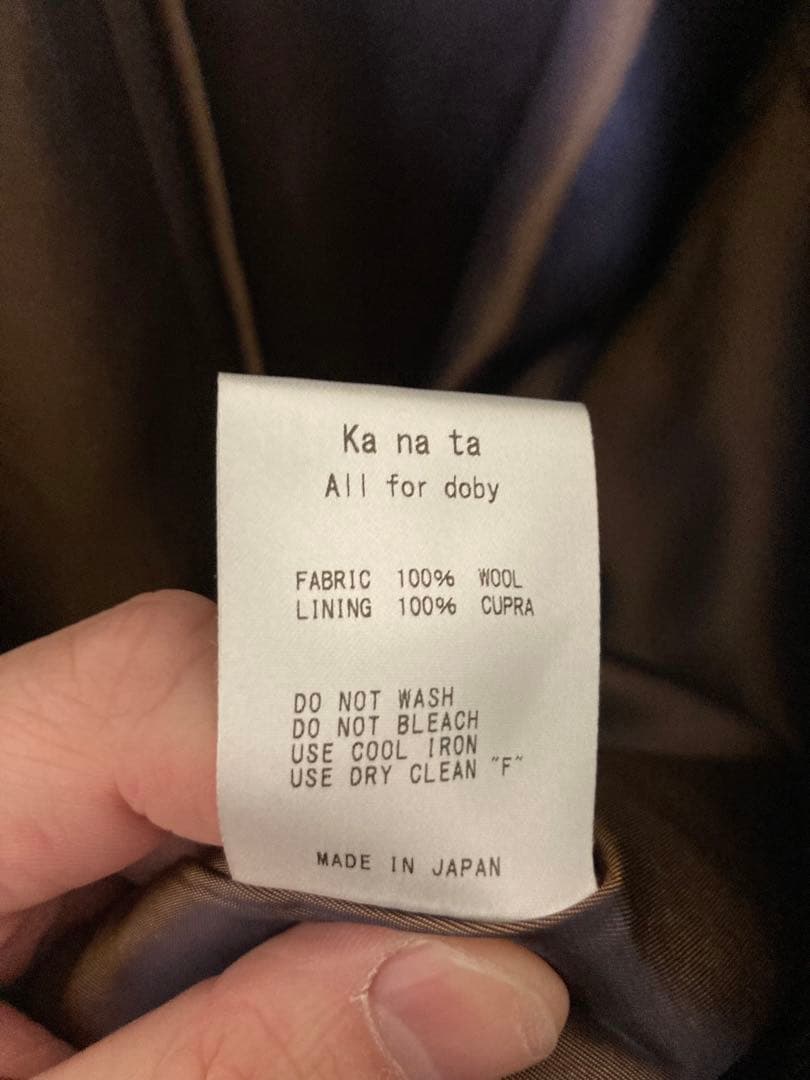 Ka na ta
All for doby
FABRIC 100% WOOL
LINING 100% CUPRA
DO NOT WASH
DO NOT BLEACH
USE COOL IRON
USE DRY CLEAN "F"
MADE IN JAPAN